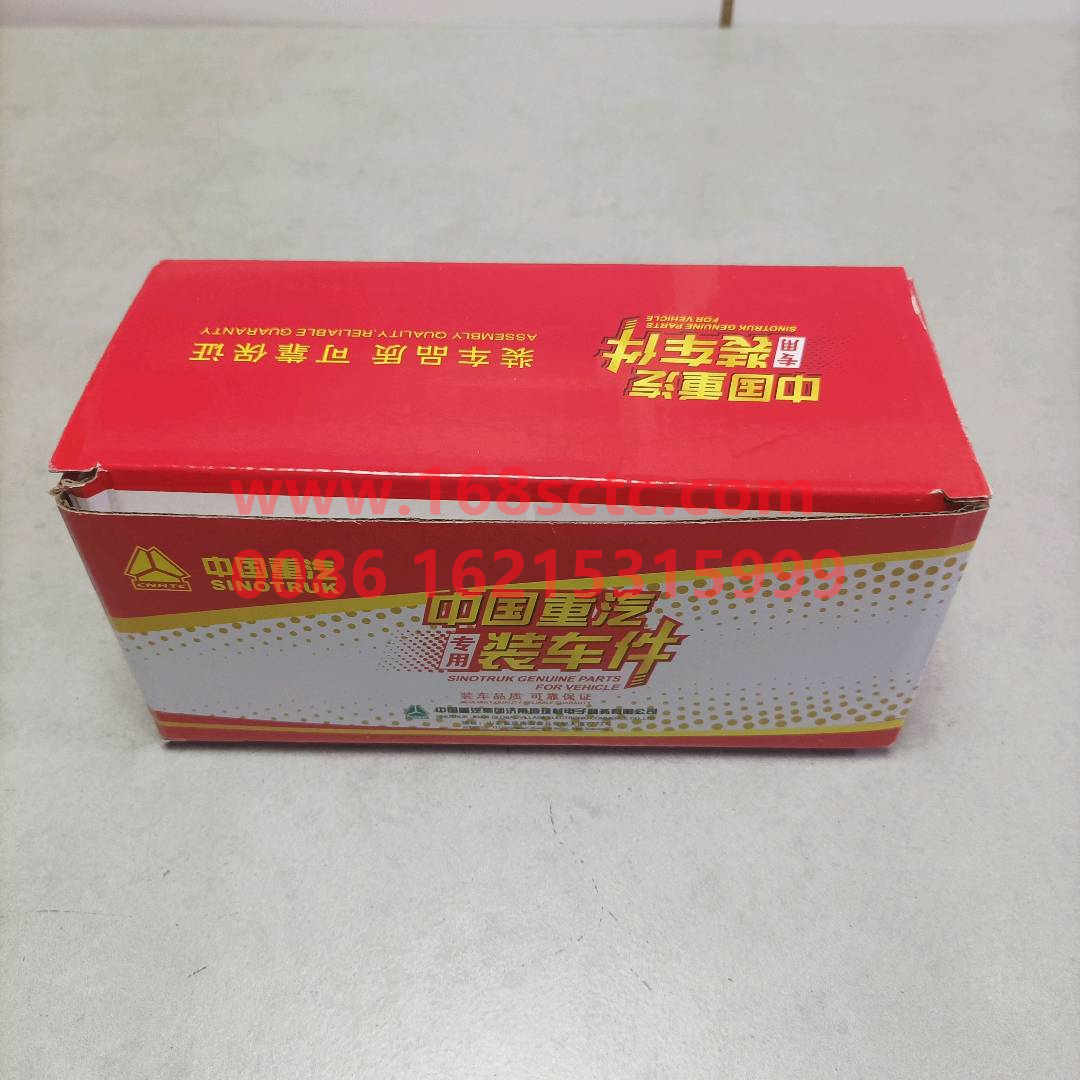 ASSEMBLY QUALITY,RELIABLE GUARANTY
装车品质 可靠保证
SINOTRUK GENUINE PARTS
FOR VEHICLE
中国重汽
专用
装车件
www.168sctc.com
0086 16215315999
CNHTC
中国重汽
SINOTRUK
中国重汽
专用
装车件
SINOTRUK GENUINE PARTS
FOR VEHICLE
装车品质 可靠保证